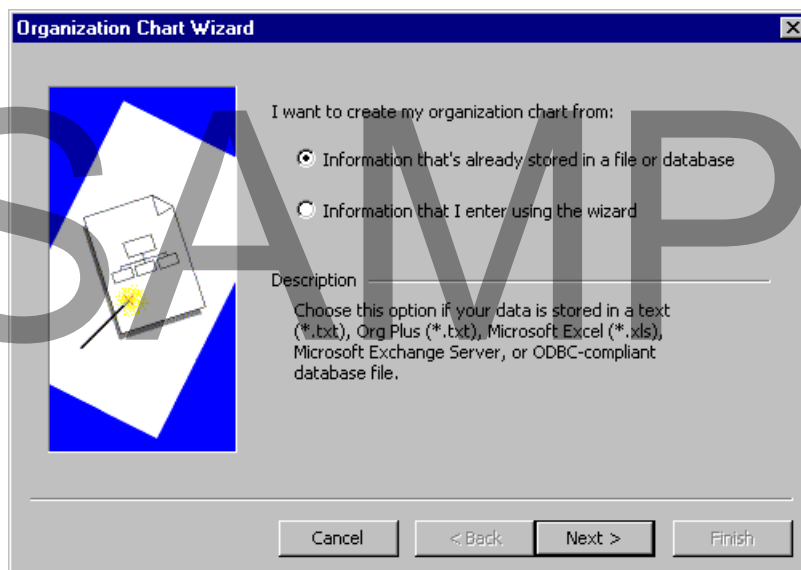 Organization Chart Wizard
I want to create my organization chart from:
Information that's already stored in a file or database
Information that I enter using the wizard
Description
Choose this option if your data is stored in a text
(*.txt), Org Plus (*.txt), Microsoft Excel (*.xls),
Microsoft Exchange Server, or ODBC-compliant
database file.
Cancel
< Back
Next >
Finish
SAMP